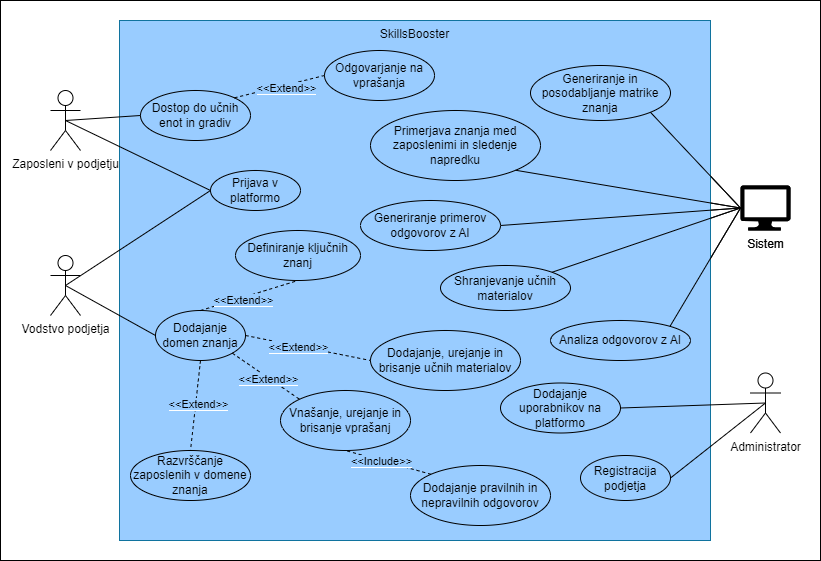 SkillsBooster
Odgovarjanje na
vprašanja
<<Extend>>
Dostop do učnih
enot in gradiv
Generiranje in
posodabljanje matrike
znanja
Primerjava znanja med
zaposlenimi in sledenje
napredku
Zaposleni v podjetju
Prijava v
platformo
Generiranje primerov
odgovorov z AI
Sistem
Definiranje ključnih
znanj
Shranjevanje učnih
materialov
<<Extend>>
Vodstvo podjetja
Dodajanje
domen znanja
Analiza odgovorov z AI
<<Extend>>
Dodajanje, urejanje in
brisanje učnih materialov
<<Extend>>
<<Extend>>
Vnašanje, urejanje in
brisanje vprašanj
Dodajanje
uporabnikov na
platformo
Administrator
<<Include>>
Razvrščanje
zaposlenih v domene
znanja
Registracija
podjetja
Dodajanje pravilnih in
nepravilnih odgovorov